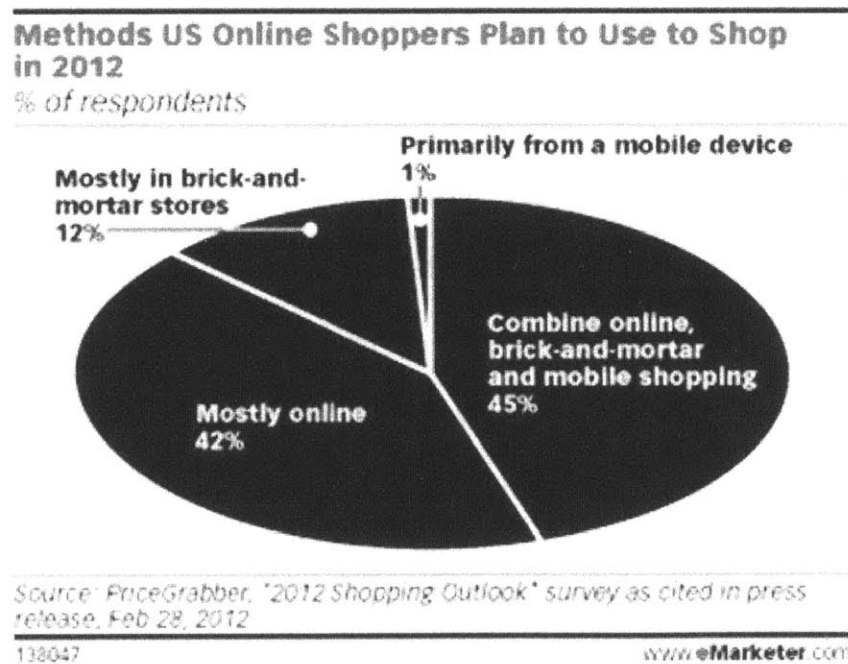 Methods US Online Shoppers Plan to Use to Shop
in 2012
% of respondents
Primarily from a mobile device
1%
Mostly in brick-and-
mortar stores
12%
Combine online,
brick-and-mortar
and mobile shopping
45%
Mostly online
42%
Source: PriceGrabber, "2012 Shopping Outlook" survey as cited in press
release, Feb 28, 2012
138047
www.eMarketer.com